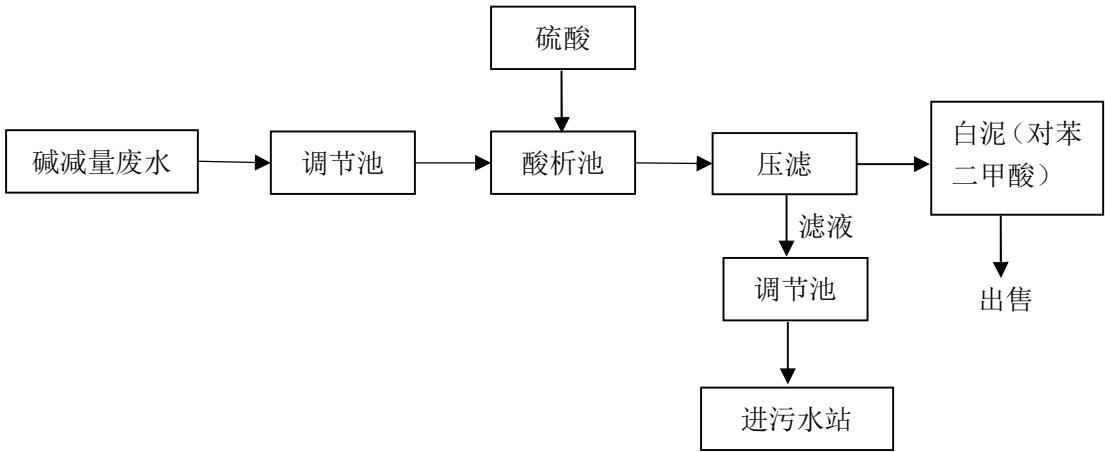 硫酸
碱减量废水
调节池
酸析池
压滤
白泥（对苯
二甲酸）
滤液
调节池
出售
进污水站